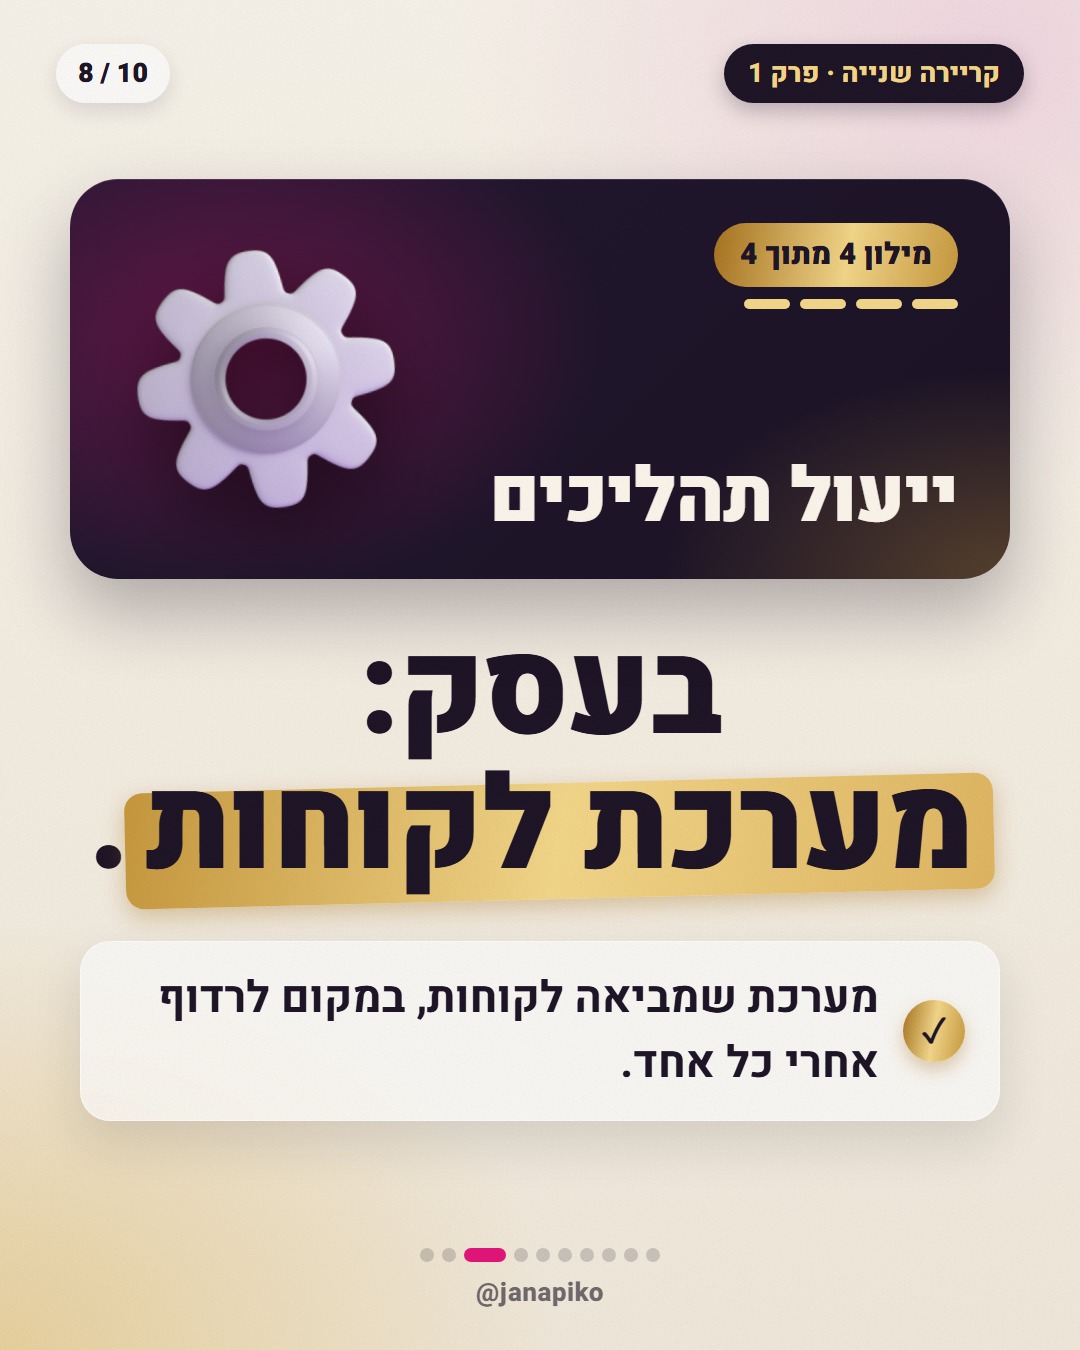 קריירה שנייה · פרק 1
8 / 10
מילון 4 מתוך 4
ייעול תהליכים
בעסק:
מערכת לקוחות.
מערכת שמביאה לקוחות, במקום לרדוף
אחרי כל אחד.
@janapiko